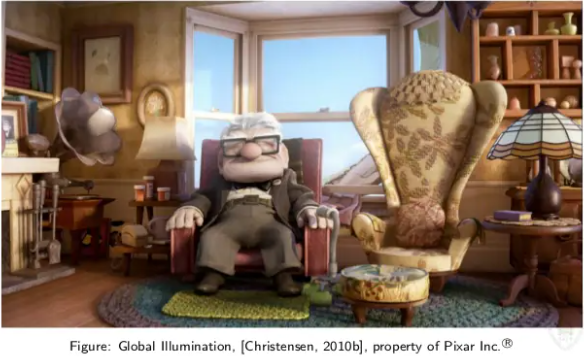 Figure: Global Illumination, [Christensen, 2010b], property of Pixar Inc.®